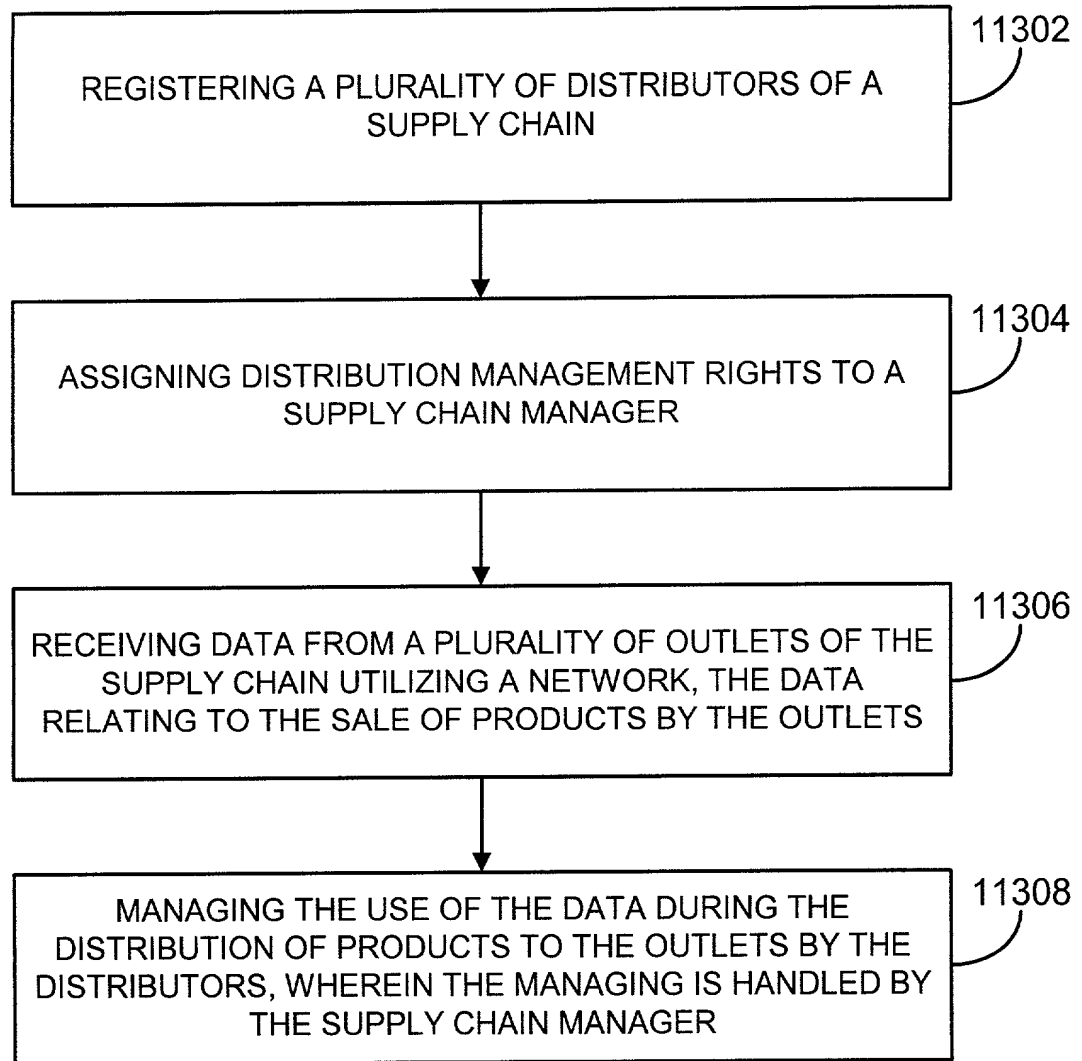 11302
REGISTERING A PLURALITY OF DISTRIBUTORS OF A
SUPPLY CHAIN
11304
ASSIGNING DISTRIBUTION MANAGEMENT RIGHTS TO A
SUPPLY CHAIN MANAGER
11306
RECEIVING DATA FROM A PLURALITY OF OUTLETS OF THE
SUPPLY CHAIN UTILIZING A NETWORK, THE DATA
RELATING TO THE SALE OF PRODUCTS BY THE OUTLETS
11308
MANAGING THE USE OF THE DATA DURING THE
DISTRIBUTION OF PRODUCTS TO THE OUTLETS BY THE
DISTRIBUTORS, WHEREIN THE MANAGING IS HANDLED BY
THE SUPPLY CHAIN MANAGER